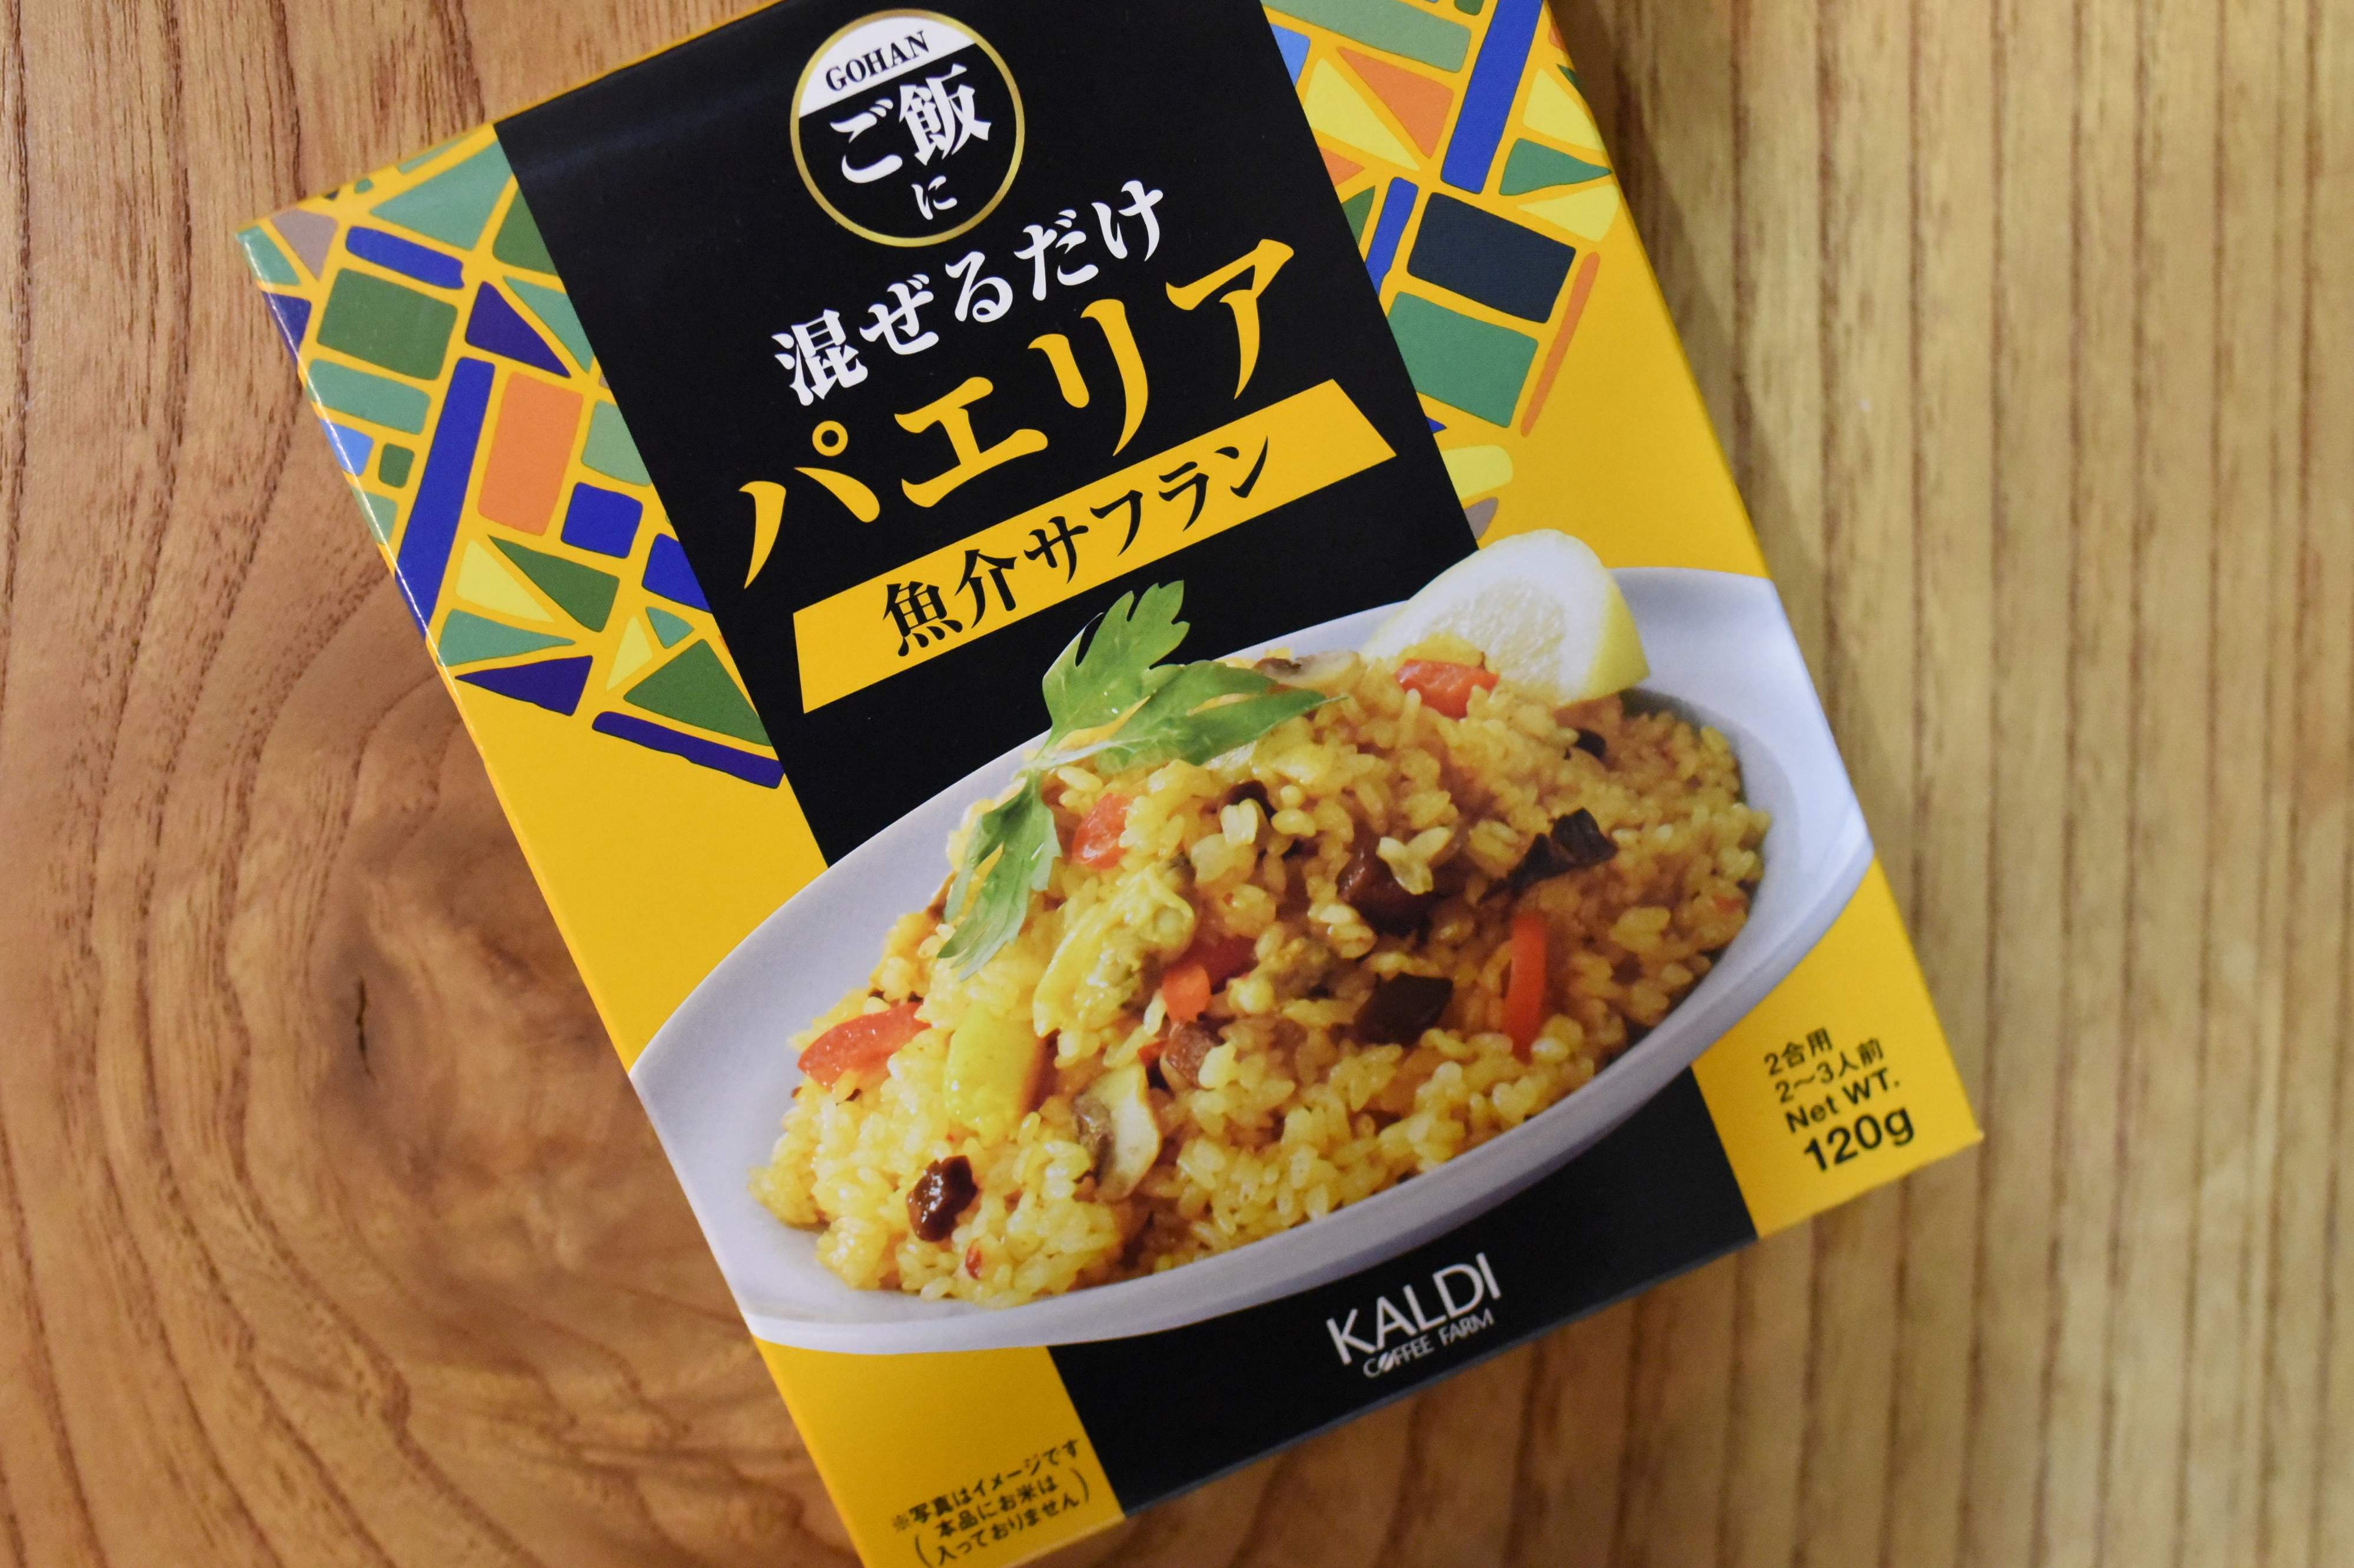 GOHAN
ご飯
に
混ぜるだけ
パエリア
魚介サフラン
2合用
2〜3人前
Net WT.
120g
KALDI
COFFEE FARM
※写真はイメージです
(本品にお米は
入っておりません)